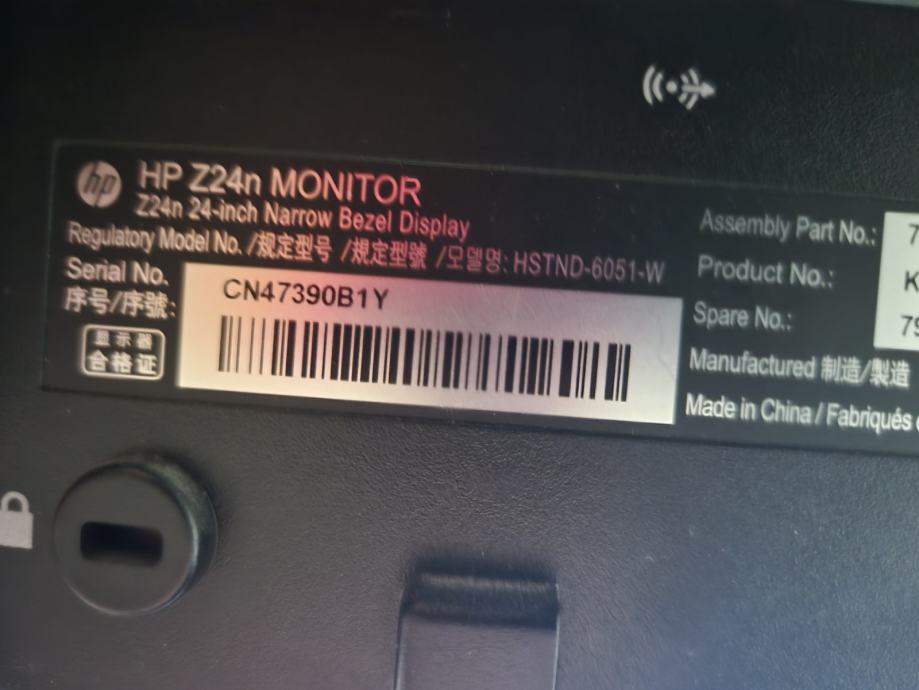 hp
HP Z24n MONITOR
Z24n 24-inch Narrow Bezel Display
Regulatory Model No. /规定型号 /規定型號 /모델명: HSTND-6051-W
Serial No.
序号/序號:
CN47390B1Y
显示器
合格证
Assembly Part No.: 7
Product No.: K
Spare No.: 79
Manufactured 制造/製造
Made in China / Fabriqués